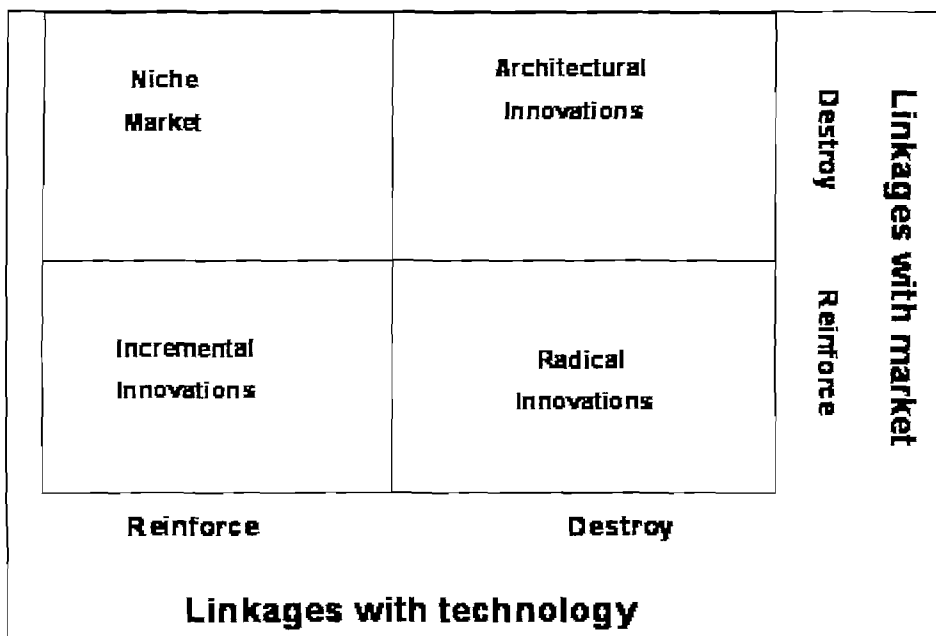 Niche
Market
Architectural
Innovations
Destroy
Linkages with market
Incremental
Innovations
Radical
Innovations
Reinforce
Reinforce
Destroy
Linkages with technology